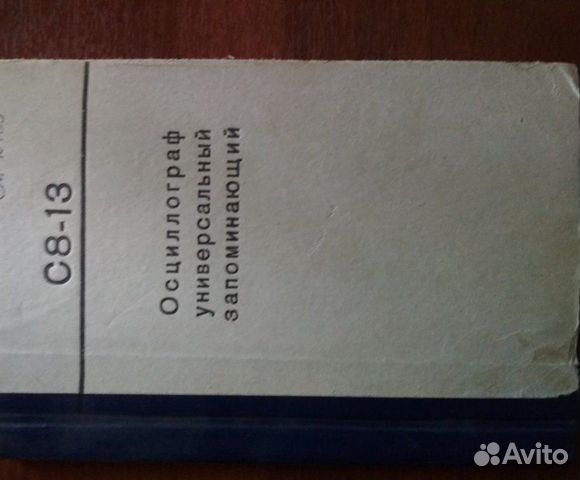 С8-13
Осциллограф
универсальный
запоминающий
Avito